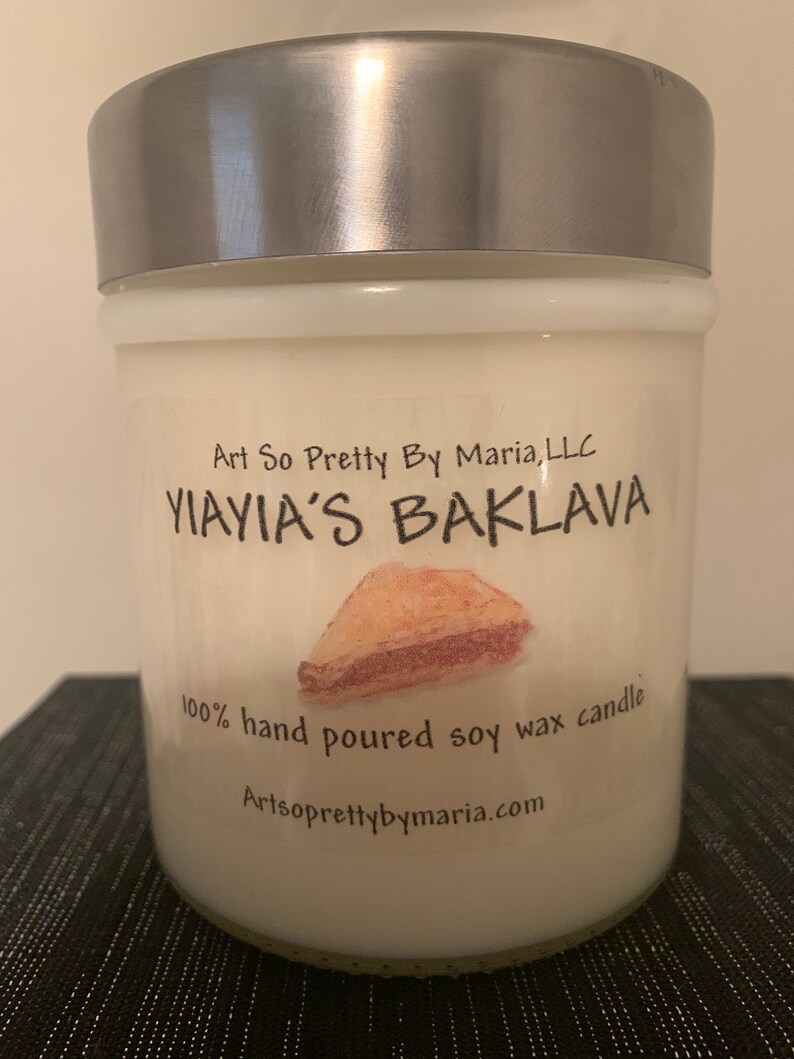 Art So Pretty By Maria,LLC
YIAYIA'S BAKLAVA
100% hand poured soy wax candle
Artsoprettybymaria.com